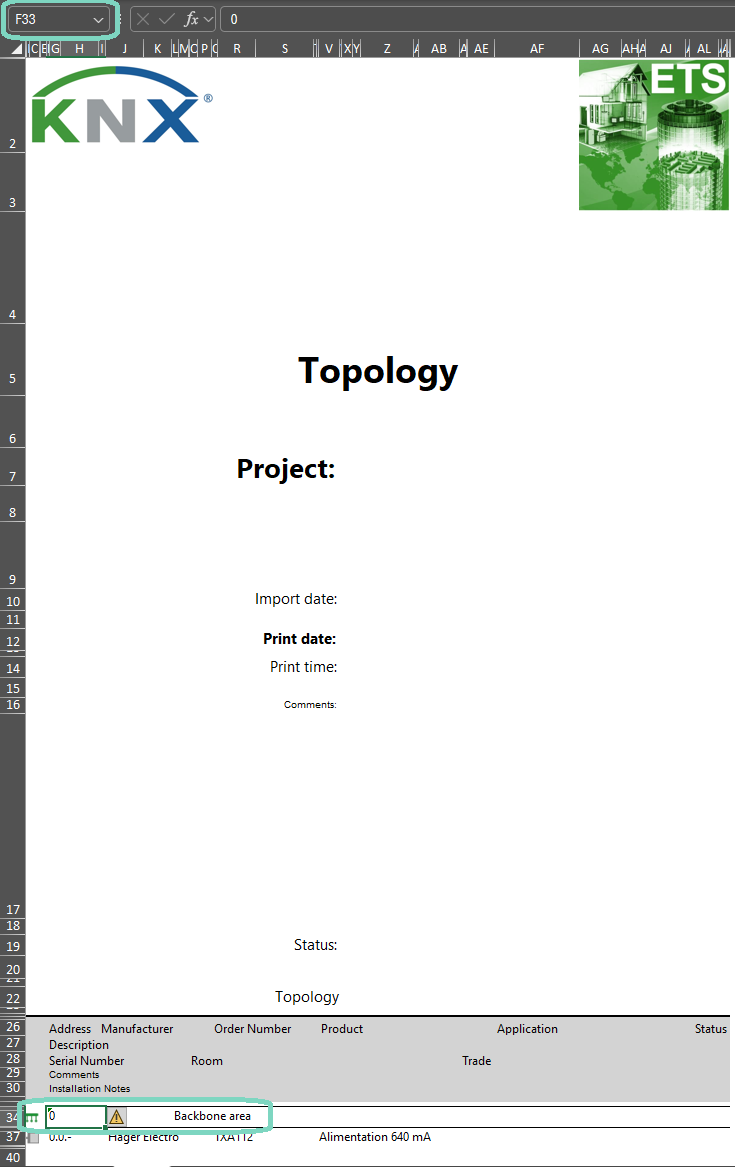 F33 fx 0
C E G H I J K L M O P C R S T V X Y Z A AB A AE AF AG AH A AJ A AL A
KNX ®
ETS
2
3
4
5 Topology
6
7 Project:
8
9
10 Import date:
11
12 Print date:
14 Print time:
15
16 Comments:
17
18
19 Status:
20
21
22 Topology
26 Address Manufacturer Order Number Product Application Status
27 Description
28 Serial Number Room Trade
29 Comments
30 Installation Notes
34 0 Backbone area
37 0.0.- Hager Electro TXA112 Alimentation 640 mA
40